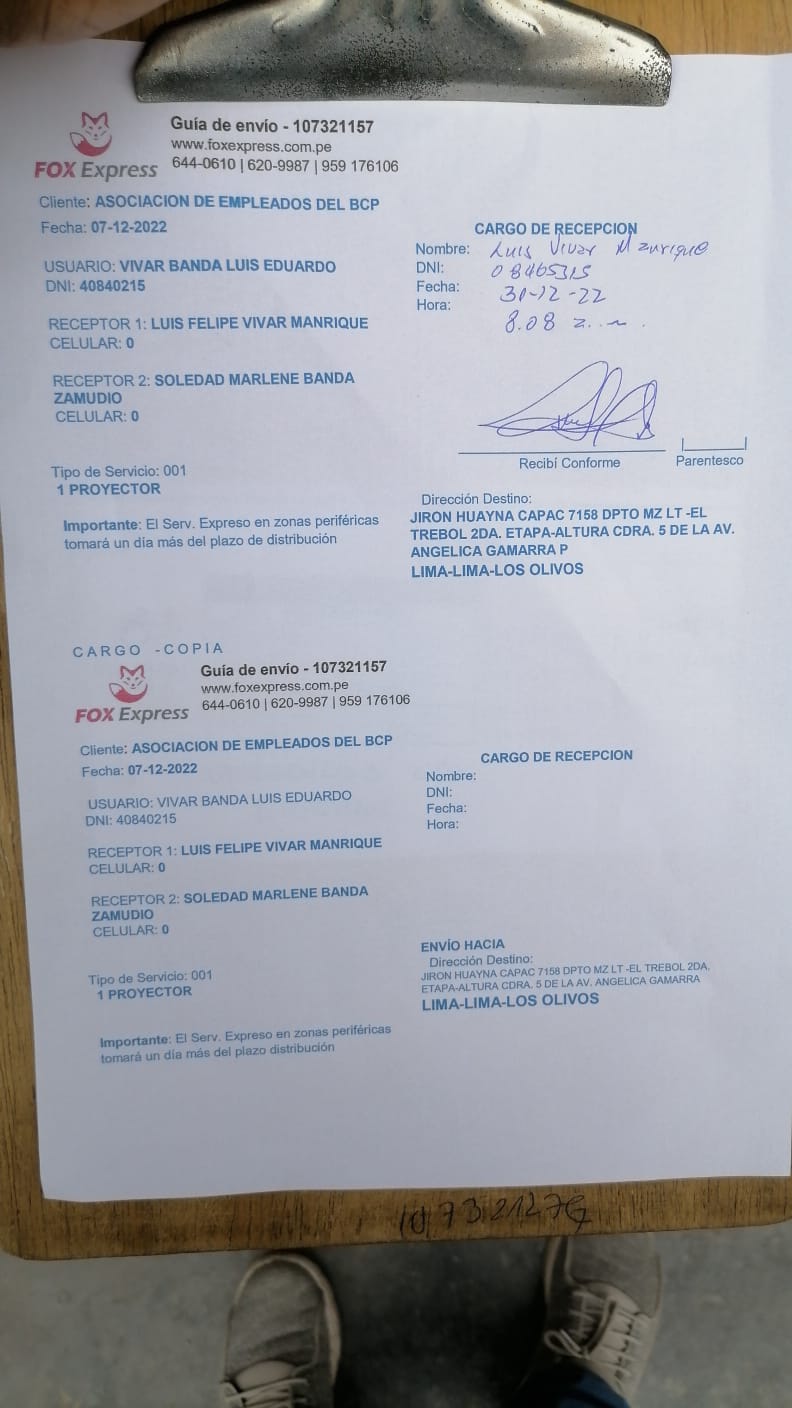 FOX Express
Guía de envío - 107321157
www.foxexpress.com.pe
644-0610 | 620-9987 | 959 176106
Cliente: ASOCIACION DE EMPLEADOS DEL BCP
Fecha: 07-12-2022
USUARIO: VIVAR BANDA LUIS EDUARDO
DNI: 40840215
RECEPTOR 1: LUIS FELIPE VIVAR MANRIQUE
CELULAR: 0
RECEPTOR 2: SOLEDAD MARLENE BANDA
ZAMUDIO
CELULAR: 0
Tipo de Servicio: 001
1 PROYECTOR
Importante: El Serv. Expreso en zonas periféricas
tomará un día más del plazo de distribución
CARGO DE RECEPCION
Nombre: Luis Vivar Manrique
DNI: 08465315
Fecha: 31-12-22
Hora: 8.08 a.m.
Recibí Conforme
Parentesco
Dirección Destino:
JIRON HUAYNA CAPAC 7158 DPTO MZ LT -EL
TREBOL 2DA. ETAPA-ALTURA CDRA. 5 DE LA AV.
ANGELICA GAMARRA P
LIMA-LIMA-LOS OLIVOS
CARGO -COPIA
FOX Express
Guía de envío - 107321157
www.foxexpress.com.pe
644-0610 | 620-9987 | 959 176106
Cliente: ASOCIACION DE EMPLEADOS DEL BCP
Fecha: 07-12-2022
USUARIO: VIVAR BANDA LUIS EDUARDO
DNI: 40840215
RECEPTOR 1: LUIS FELIPE VIVAR MANRIQUE
CELULAR: 0
RECEPTOR 2: SOLEDAD MARLENE BANDA
ZAMUDIO
CELULAR: 0
Tipo de Servicio: 001
1 PROYECTOR
Importante: El Serv. Expreso en zonas periféricas
tomará un día más del plazo distribución
CARGO DE RECEPCION
Nombre:
DNI:
Fecha:
Hora:
ENVÍO HACIA
Dirección Destino:
JIRON HUAYNA CAPAC 7158 DPTO MZ LT -EL TREBOL 2DA.
ETAPA-ALTURA CDRA. 5 DE LA AV. ANGELICA GAMARRA
LIMA-LIMA-LOS OLIVOS